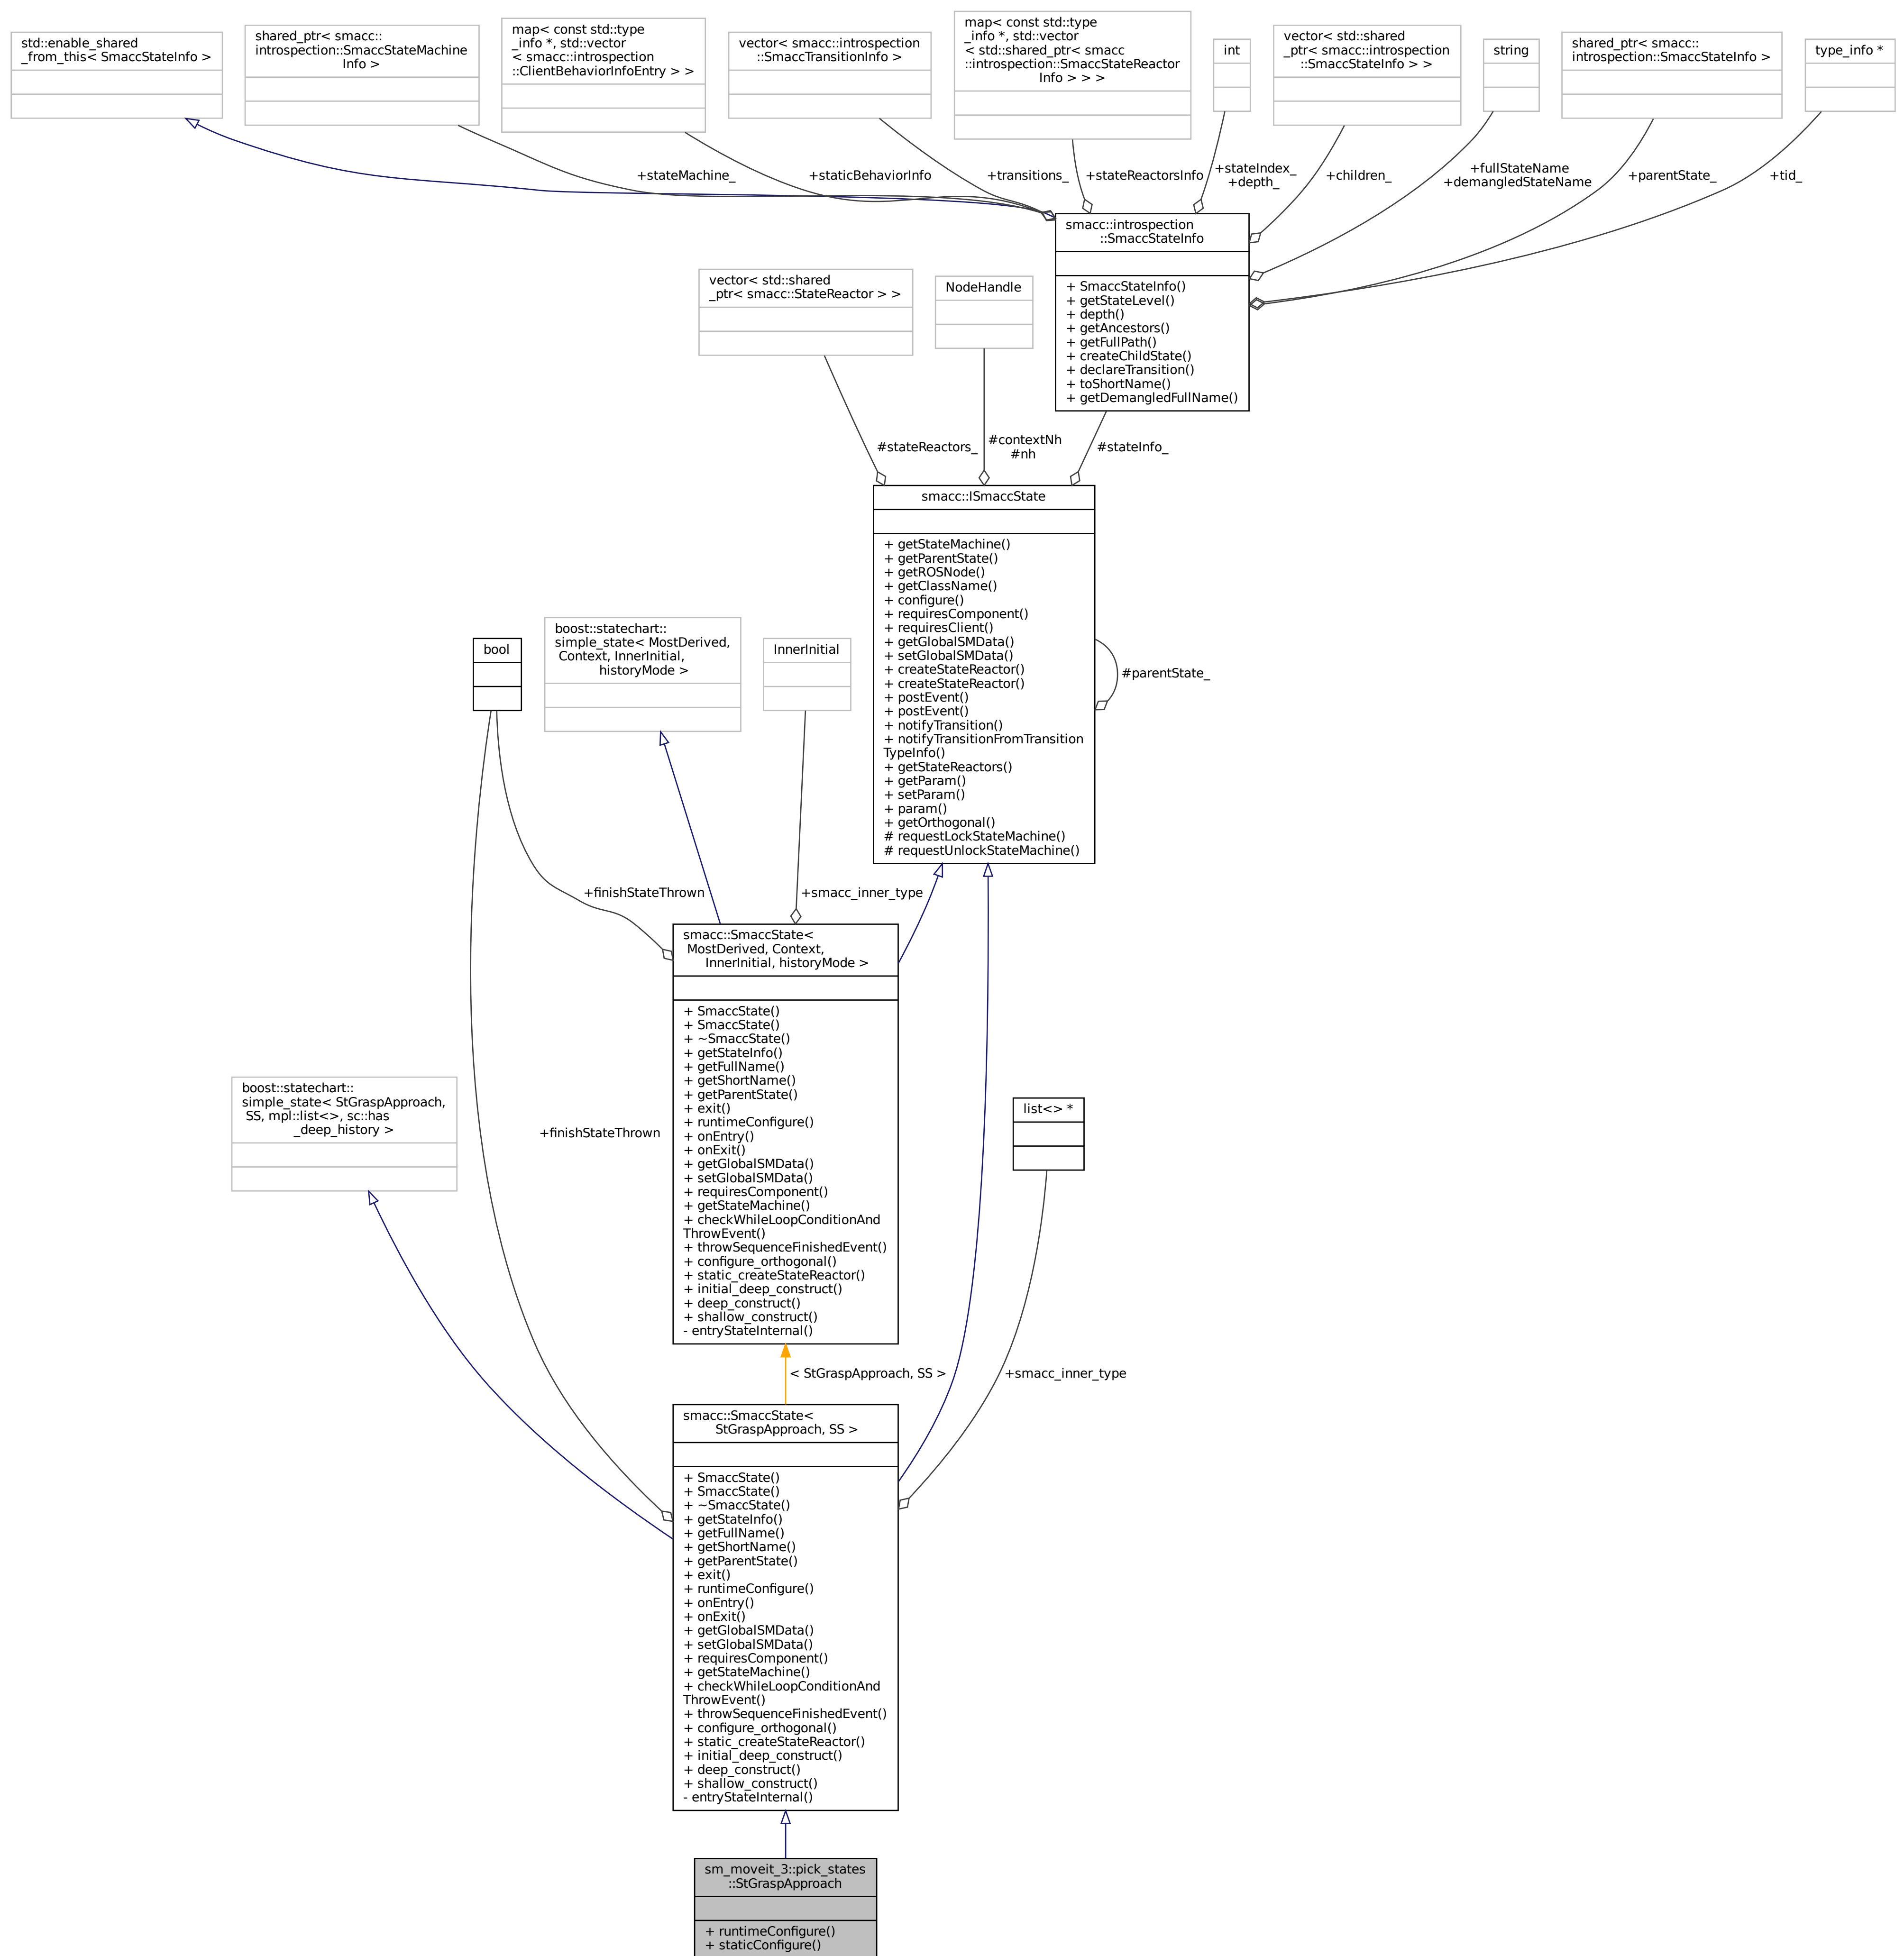 std::enable_shared
_from_this< SmaccStateInfo >
shared_ptr< smacc::
introspection::SmaccStateMachine
Info >
map< const std::type
_info *, std::vector
< smacc::introspection
::ClientBehaviorInfoEntry > >
vector< smacc::introspection
::SmaccTransitionInfo >
map< const std::type
_info *, std::vector
< std::shared_ptr< smacc
::introspection::SmaccStateReactor
Info > > >
int
vector< std::shared
_ptr< smacc::introspection
::SmaccStateInfo > >
string
shared_ptr< smacc::
introspection::SmaccStateInfo >
type_info *
+stateMachine_
+staticBehaviorInfo
+transitions_
+stateReactorsInfo
+stateIndex_
+depth_
+children_
+fullStateName
+demangledStateName
+parentState_
+tid_
smacc::introspection
::SmaccStateInfo
+ SmaccStateInfo()
+ getStateLevel()
+ depth()
+ getAncestors()
+ getFullPath()
+ createChildState()
+ declareTransition()
+ toShortName()
+ getDemangledFullName()
vector< std::shared
_ptr< smacc::StateReactor > >
NodeHandle
#stateReactors_
#contextNh
#nh
#stateInfo_
smacc::ISmaccState
+ getStateMachine()
+ getParentState()
+ getROSNode()
+ getClassName()
+ configure()
+ requiresComponent()
+ requiresClient()
+ getGlobalSMData()
+ setGlobalSMData()
+ createStateReactor()
+ createStateReactor()
+ postEvent()
+ postEvent()
+ notifyTransition()
+ notifyTransitionFromTransition
TypeInfo()
+ getStateReactors()
+ getParam()
+ setParam()
+ param()
+ getOrthogonal()
# requestLockStateMachine()
# requestUnlockStateMachine()
#parentState_
bool
boost::statechart::
simple_state< MostDerived,
Context, InnerInitial,
historyMode >
InnerInitial
+finishStateThrown
+smacc_inner_type
smacc::SmaccState<
MostDerived, Context,
InnerInitial, historyMode >
+ SmaccState()
+ SmaccState()
+ ~SmaccState()
+ getStateInfo()
+ getFullName()
+ getShortName()
+ getParentState()
+ exit()
+ runtimeConfigure()
+ onEntry()
+ onExit()
+ getGlobalSMData()
+ setGlobalSMData()
+ requiresComponent()
+ getStateMachine()
+ checkWhileLoopConditionAnd
ThrowEvent()
+ throwSequenceFinishedEvent()
+ configure_orthogonal()
+ static_createStateReactor()
+ initial_deep_construct()
+ deep_construct()
+ shallow_construct()
- entryStateInternal()
boost::statechart::
simple_state< StGraspApproach,
SS, mpl::list<>, sc::has
_deep_history >
+finishStateThrown
list<> *
< StGraspApproach, SS >
+smacc_inner_type
smacc::SmaccState<
StGraspApproach, SS >
+ SmaccState()
+ SmaccState()
+ ~SmaccState()
+ getStateInfo()
+ getFullName()
+ getShortName()
+ getParentState()
+ exit()
+ runtimeConfigure()
+ onEntry()
+ onExit()
+ getGlobalSMData()
+ setGlobalSMData()
+ requiresComponent()
+ getStateMachine()
+ checkWhileLoopConditionAnd
ThrowEvent()
+ throwSequenceFinishedEvent()
+ configure_orthogonal()
+ static_createStateReactor()
+ initial_deep_construct()
+ deep_construct()
+ shallow_construct()
- entryStateInternal()
sm_moveit_3::pick_states
::StGraspApproach
+ runtimeConfigure()
+ staticConfigure()